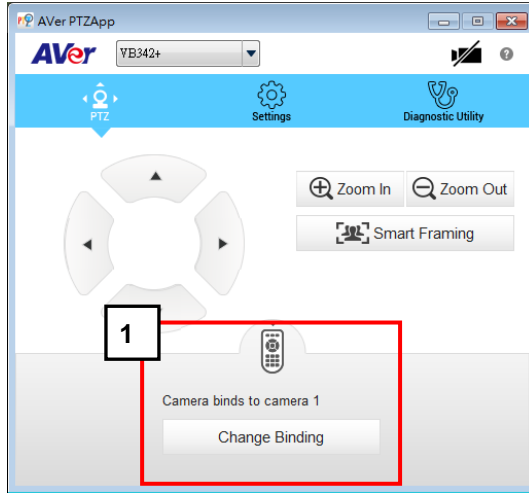 AVer PTZApp
AVer VB342+
PTZ Settings Diagnostic Utility
Zoom In Zoom Out
Smart Framing
1
Camera binds to camera 1
Change Binding